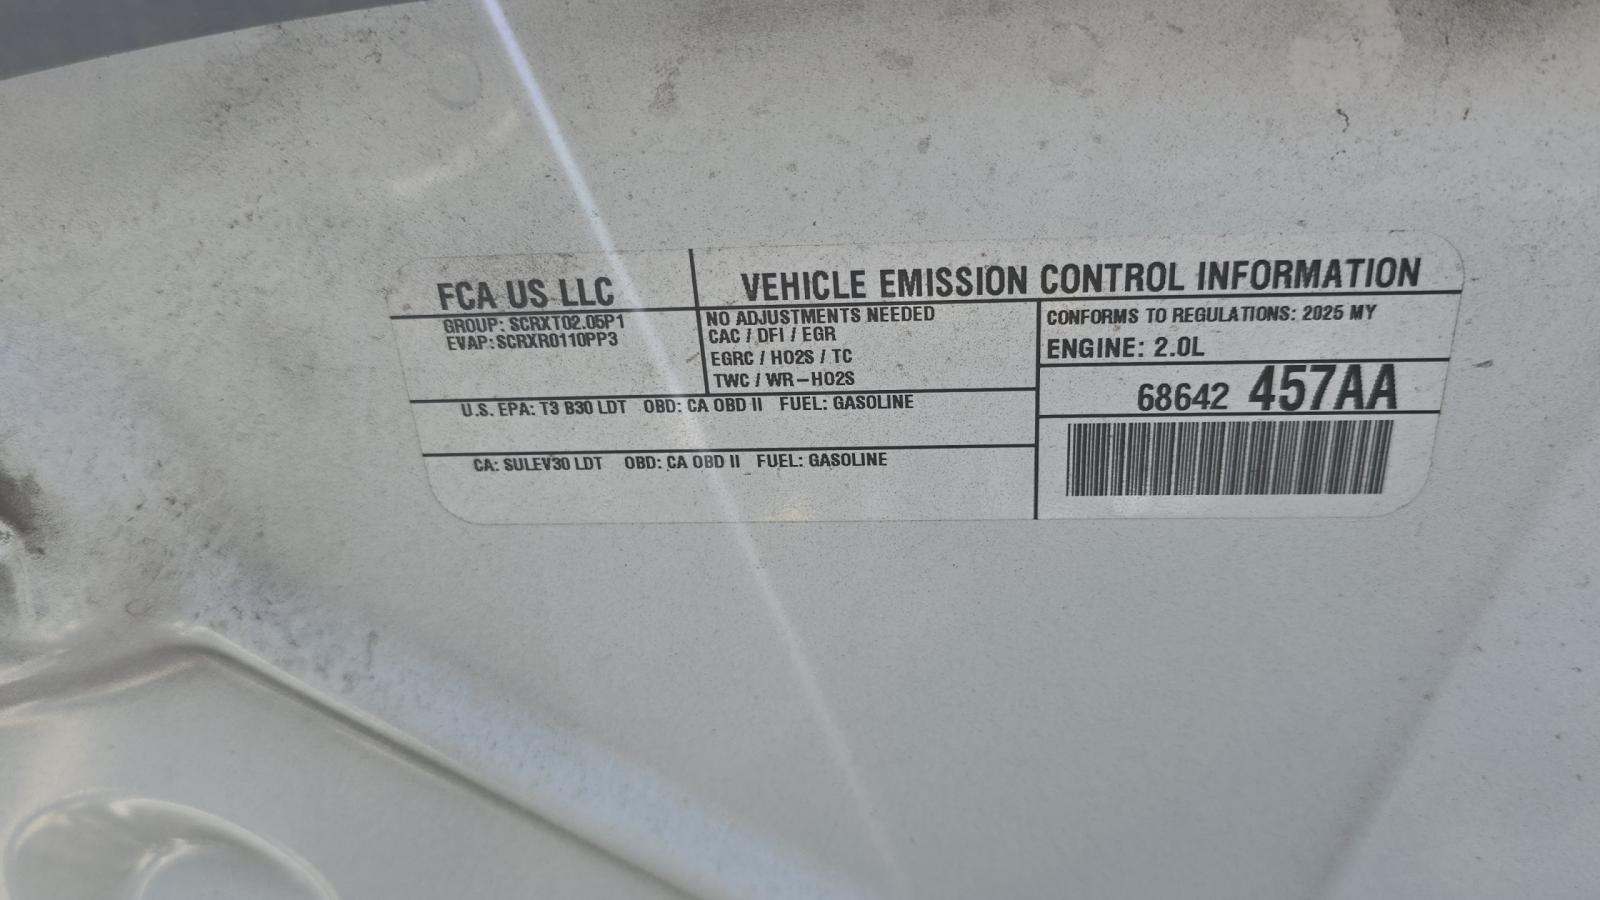 FCA US LLC
VEHICLE EMISSION CONTROL INFORMATION
GROUP: SCRXT02.05P1
EVAP: SCRXR0110PP3
NO ADJUSTMENTS NEEDED
CAC / DFI / EGR
EGRC / HO2S / TC
TWC / WR-HO2S
CONFORMS TO REGULATIONS: 2025 MY
ENGINE: 2.0L
68642 457AA
U.S. EPA: T3 B30 LDT OBD: CA OBD II FUEL: GASOLINE
CA: SULEV30 LDT OBD: CA OBD II FUEL: GASOLINE